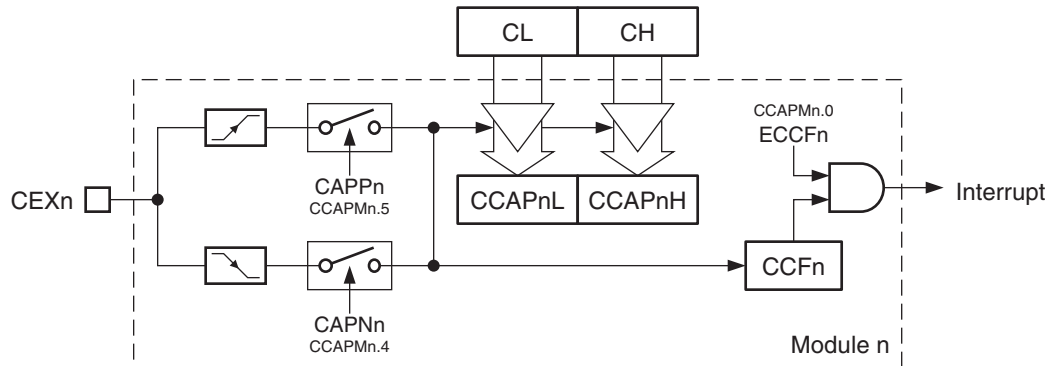 CL CH
CCAPMn.0
ECCFn
CAPPn
CCAPMn.5
CCAPnL CCAPnH
CEXn
Interrupt
CCFn
CAPNn
CCAPMn.4
Module n